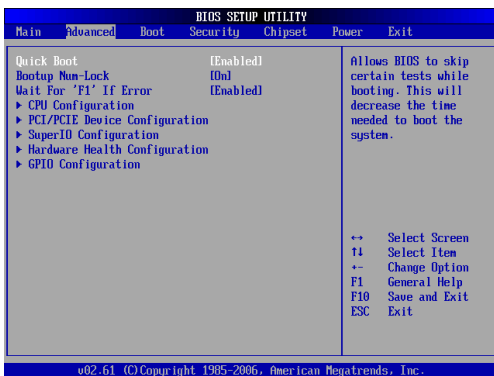 BIOS SETUP UTILITY
Main Advanced Boot Security Chipset Power Exit
Quick Boot [Enabled]
Bootup Num-Lock [On]
Wait For 'F1' If Error [Enabled]
▶ CPU Configuration
▶ PCI/PCIE Device Configuration
▶ SuperIO Configuration
▶ Hardware Health Configuration
▶ GPIO Configuration
Allows BIOS to skip
certain tests while
booting. This will
decrease the time
needed to boot the
system.
↔ Select Screen
↑↓ Select Item
+- Change Option
F1 General Help
F10 Save and Exit
ESC Exit
v02.61 (C)Copyright 1985-2006, American Megatrends, Inc.